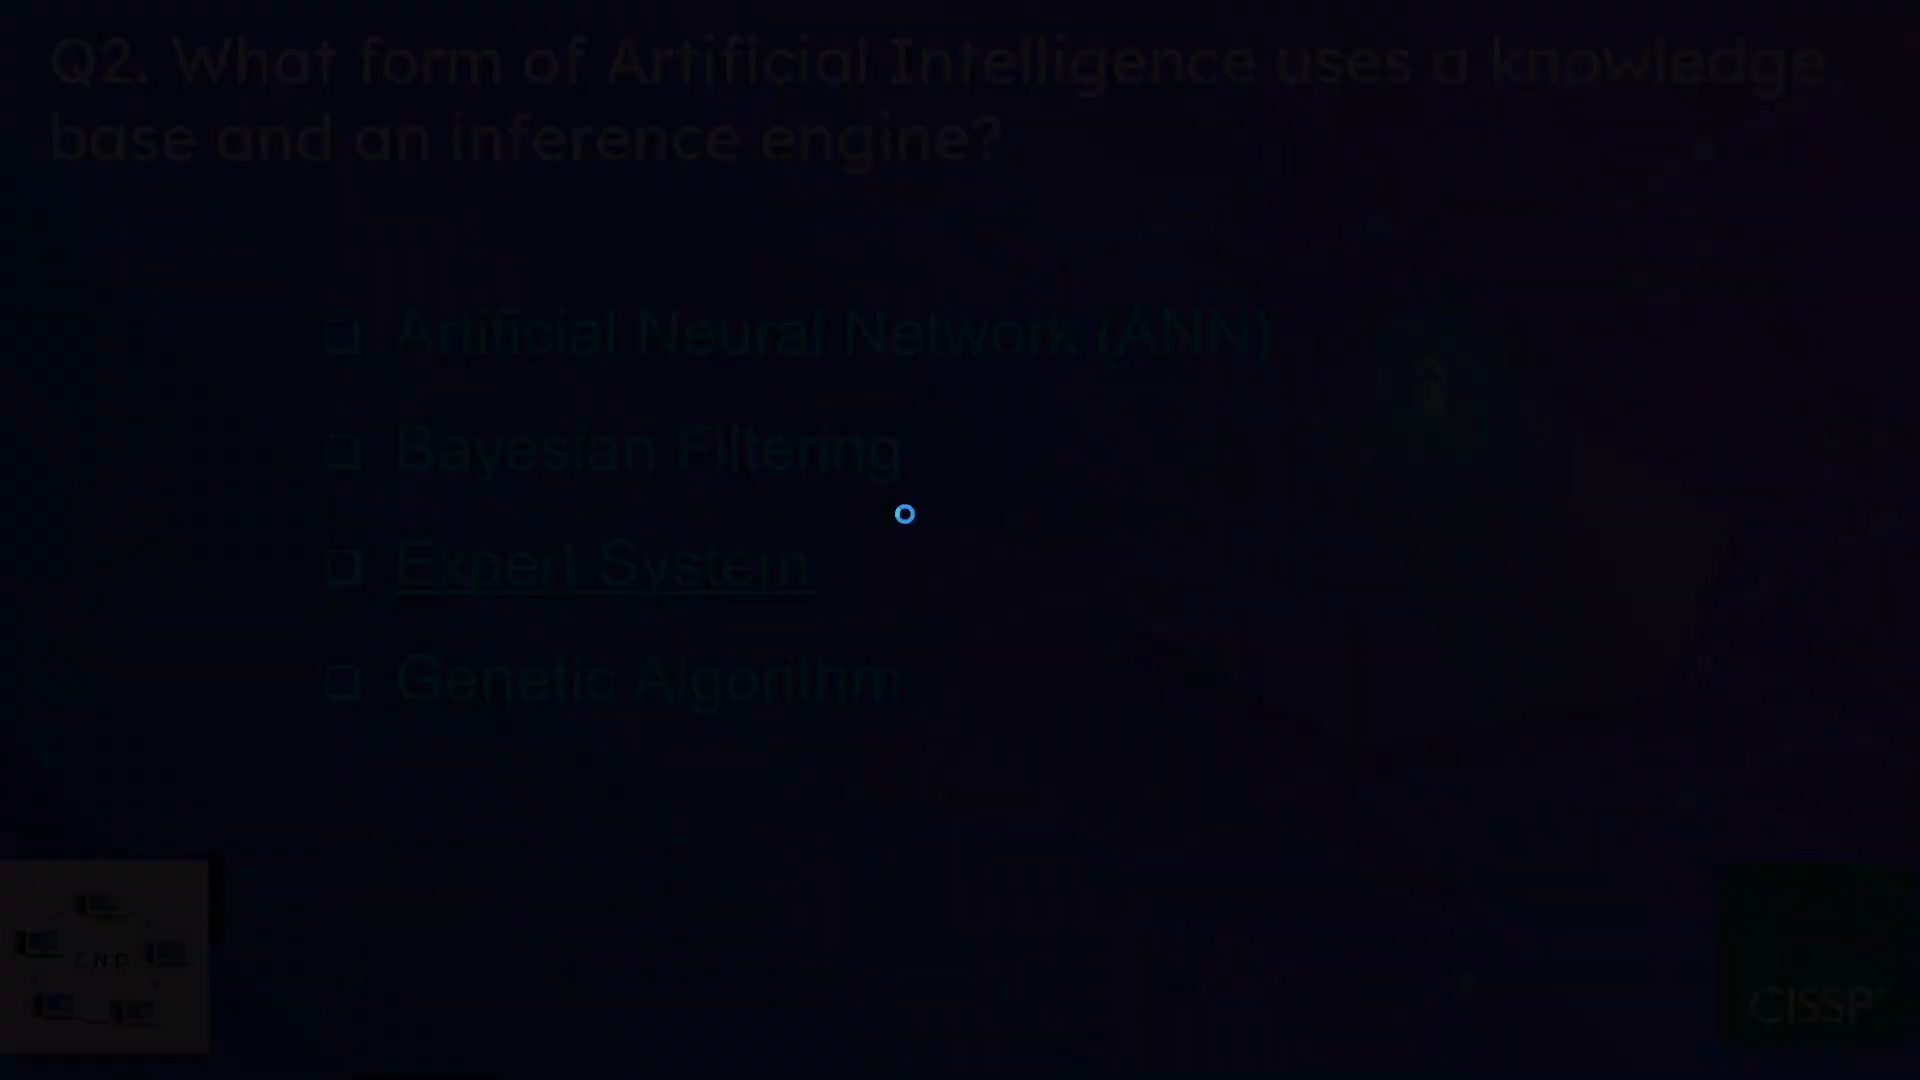 Q2. What form of Artificial Intelligence uses a knowledge
base and an inference engine?
❑ Artificial Neural Network (ANN)
❑ Bayesian Filtering
❑ Expert System
❑ Genetic Algorithm
L N D
CISSP